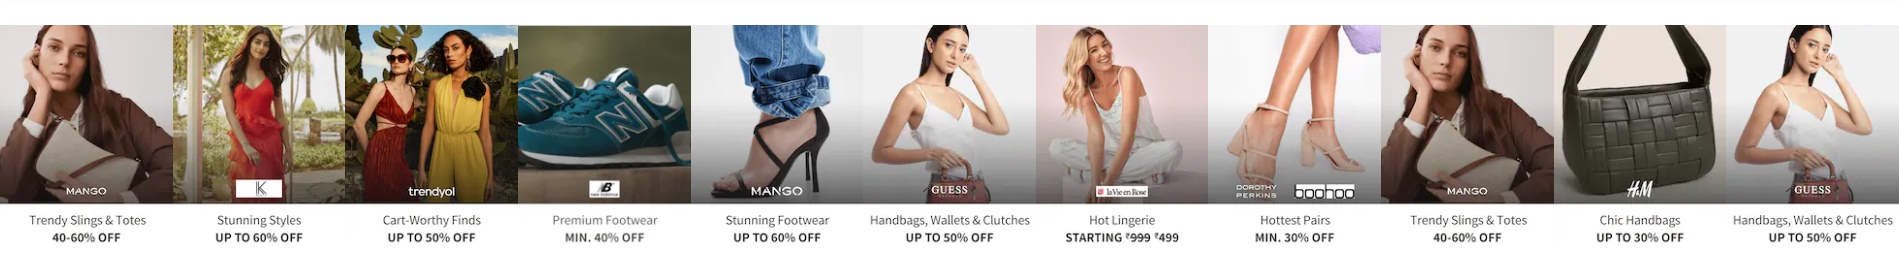 MANGO
Trendy Slings & Totes
40-60% OFF
K
Stunning Styles
UP TO 60% OFF
trendyol
Cart-Worthy Finds
UP TO 50% OFF
N
N
new balance
Premium Footwear
MIN. 40% OFF
MANGO
Stunning Footwear
UP TO 60% OFF
GUESS
Handbags, Wallets & Clutches
UP TO 50% OFF
la Vie en Rose
Hot Lingerie
STARTING ₹999 ₹499
DOROTHY
PERKINS
boohoo
Hottest Pairs
MIN. 30% OFF
MANGO
Trendy Slings & Totes
40-60% OFF
H&M
Chic Handbags
UP TO 30% OFF
GUESS
Handbags, Wallets & Clutches
UP TO 50% OFF